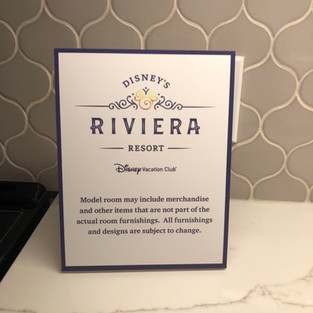 DISNEY'S
RIVIERA
RESORT
Disney Vacation Club
Model room may include merchandise
and other items that are not part of the
actual room furnishings. All furnishings
and designs are subject to change.